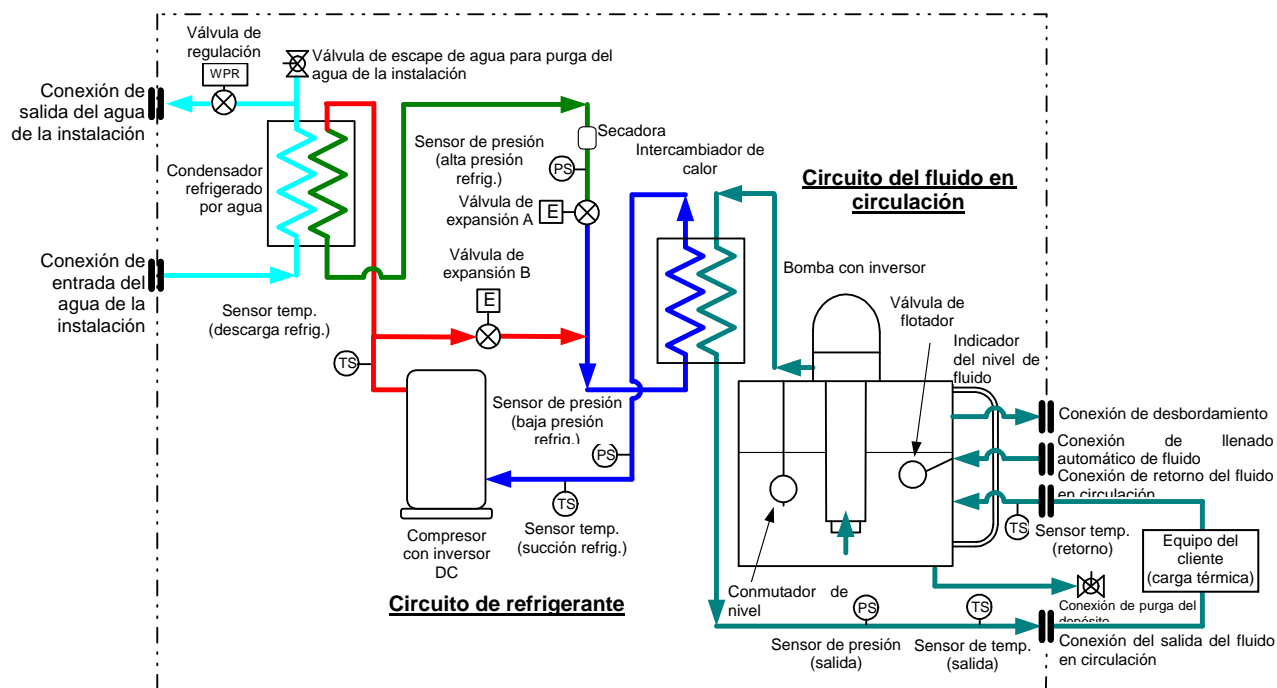 Válvula de
regulación
WPR
Válvula de escape de agua para purga del
agua de la instalación
Conexión de
salida del agua
de la instalación
Condensador
refrigerado
por agua
Sensor de presión
(alta presión
refrig.)
PS
Secadora
Intercambiador de
calor
Circuito del fluido en
circulación
Válvula de
expansión A
E
Conexión de
entrada del
agua de la
instalación
Válvula de
expansión B
E
Bomba con inversor
Sensor temp.
(descarga refrig.)
TS
Válvula de
flotador
Indicador
del nivel de
fluido
Sensor de presión
(baja presión
refrig.)
PS
Conexión de desbordamiento
Conexión de llenado
automático de fluido
Conexión de retorno del fluido
en circulación
TS
Sensor temp.
(succión refrig.)
TS
Sensor temp.
(retorno)
Equipo del
cliente
(carga térmica)
Compresor
con inversor
DC
Circuito de refrigerante
Conmutador de
nivel
PS
TS
Conexión de purga del
depósito
Sensor de presión
(salida)
Sensor de temp.
(salida)
Conexión del salida del fluido
en circulación